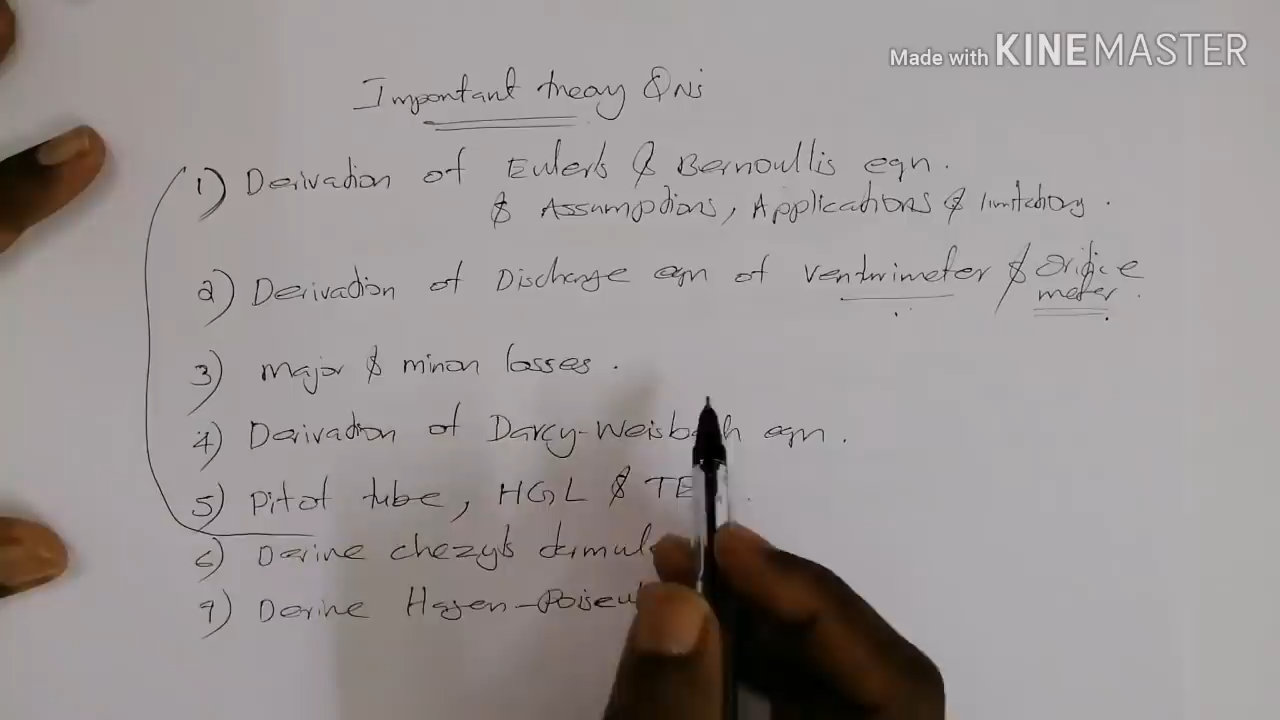 Made with KINEMASTER
Important theory QNs
1) Derivation of Euler's & Bernoullis eqn.
& Assumptions, Applications & limitations.
2) Derivation of Discharge eqn of venturimeter & orifice
meter.
3) Major & minor losses.
4) Derivation of Darcy-Weisbach eqn.
5) Pitot tube, HGL & TE
6) Derive chezy's
7) Derive Hagen-Poiseu